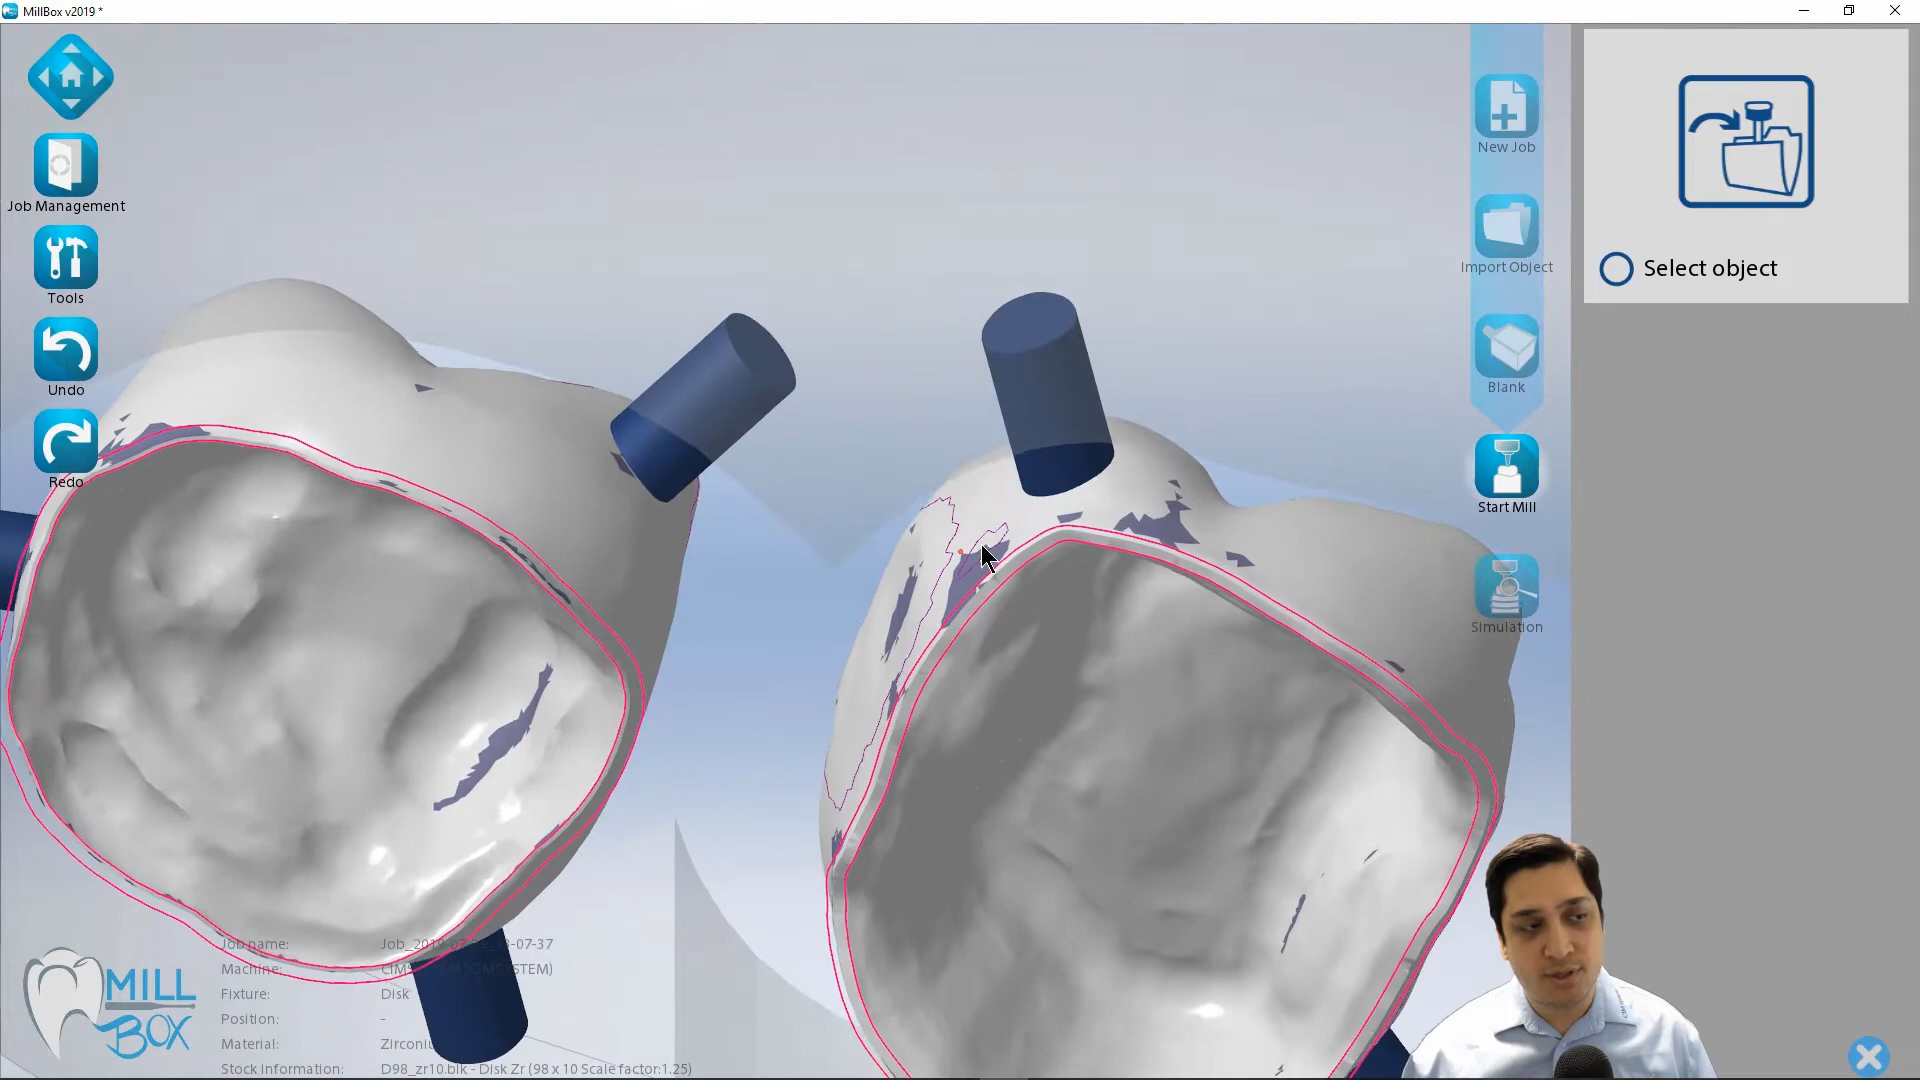 MillBox v2019 *
Job Management
Tools
Undo
Redo
New Job
Import Object
Blank
Start Mill
Simulation
Select object
MILL
BOX
Job name:
Machine:
Fixture: Disk
Position: -
Material:
Stock information: D98_zr10.blk - Disk Zr (98 x 10 Scale factor:1.25)